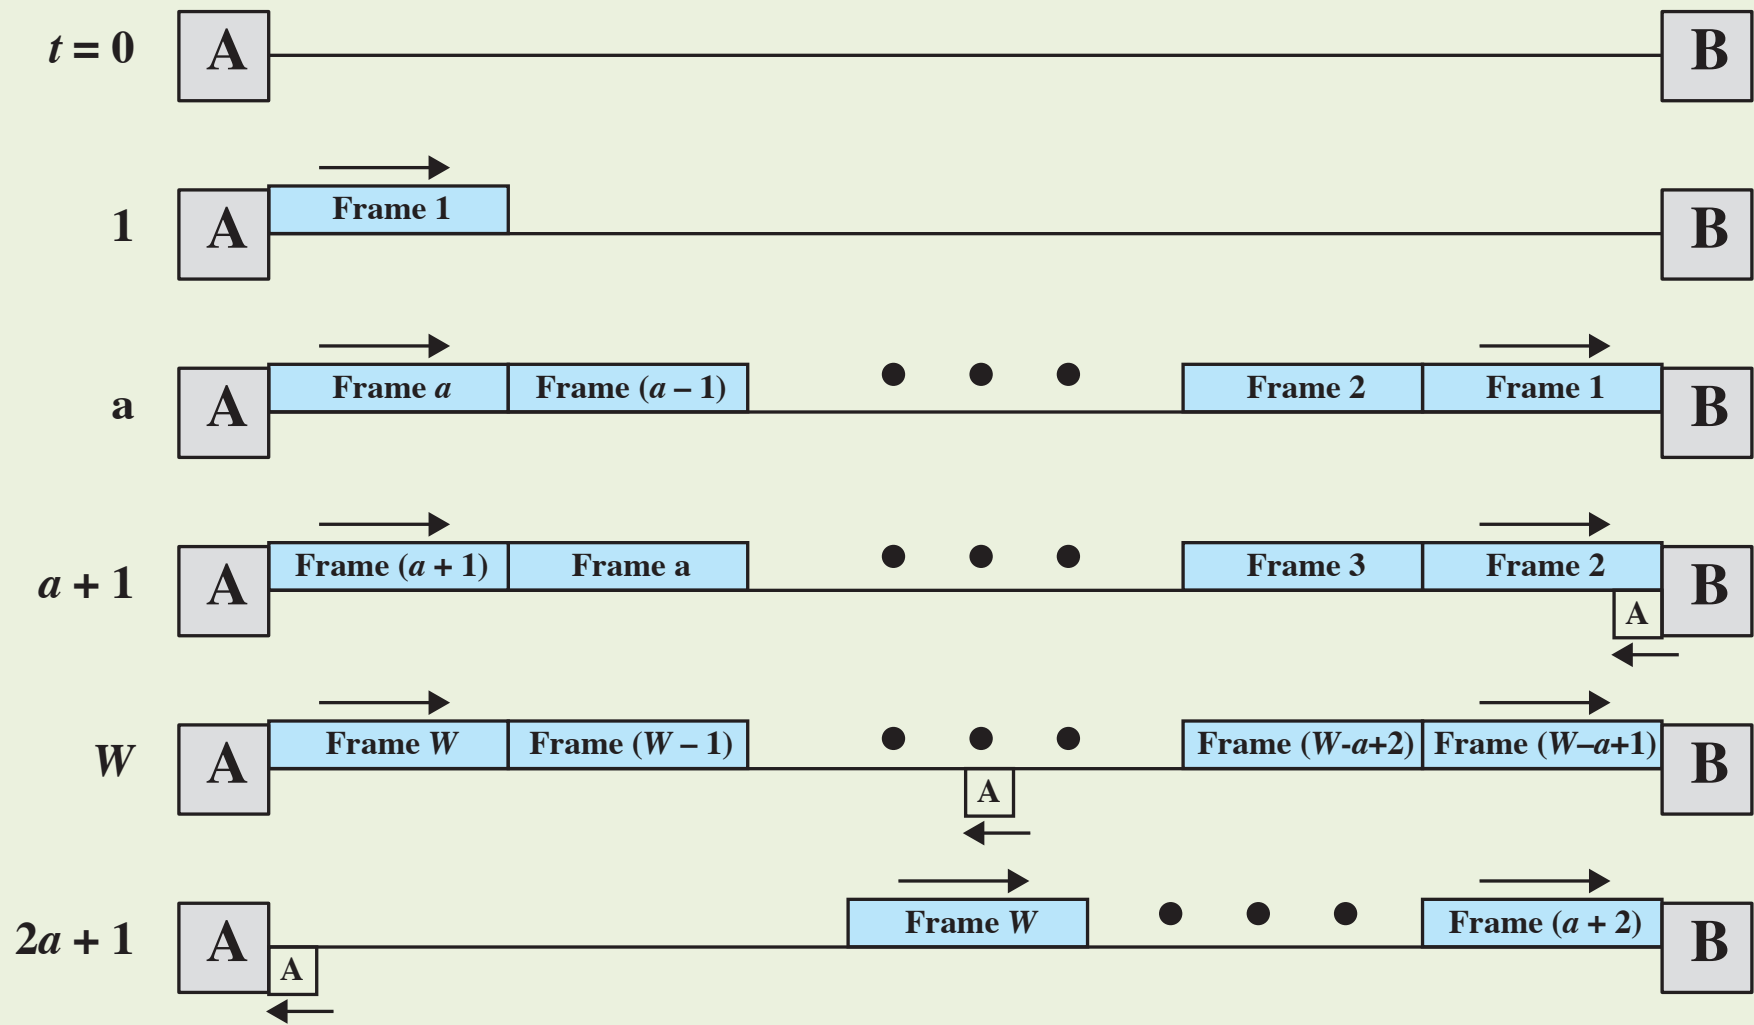 t = 0 A B
1 A Frame 1 B
a A Frame a Frame (a – 1) Frame 2 Frame 1 B
a + 1 A Frame (a + 1) Frame a Frame 3 Frame 2 B
A
W A Frame W Frame (W – 1) Frame (W-a+2) Frame (W–a+1) B
A
2a + 1 A Frame W Frame (a + 2) B
A